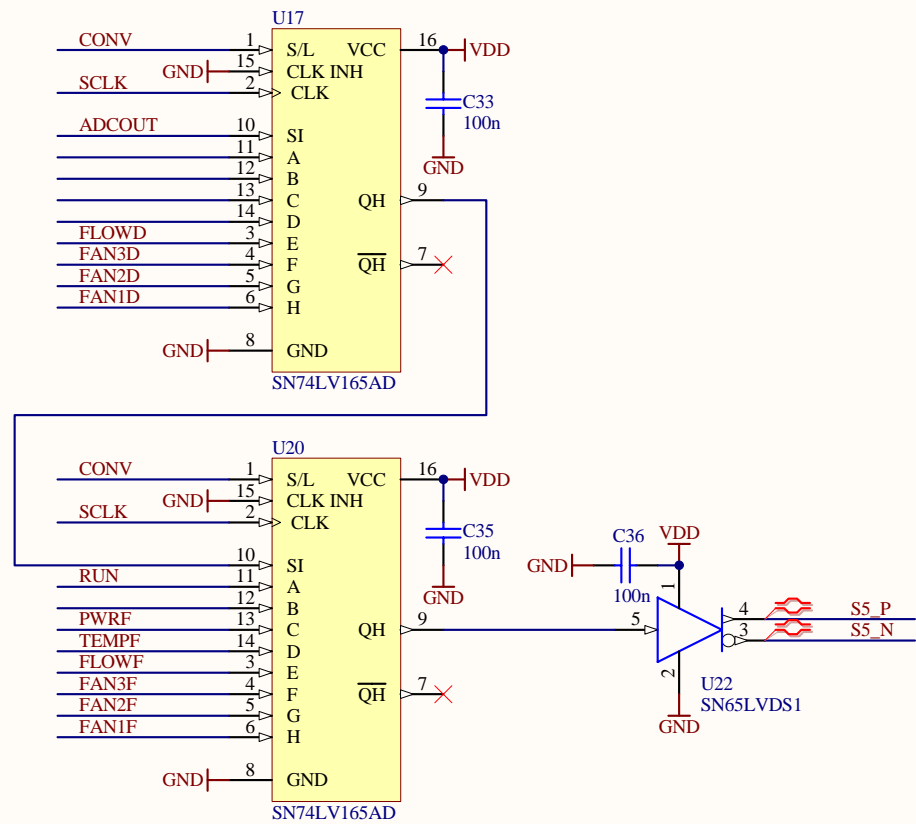 U17
CONV 1 S/L VCC 16 VDD
GND 15 CLK INH
SCLK 2 CLK
C33
100n
GND
ADCOUT 10 SI
11 A
12 B
13 C QH 9
14 D
FLOWD 3 E
FAN3D 4 F QH 7
FAN2D 5 G
FAN1D 6 H
GND 8 GND
SN74LV165AD
U20
CONV 1 S/L VCC 16 VDD
GND 15 CLK INH
SCLK 2 CLK
C35
100n
GND
10 SI
RUN 11 A
12 B
PWRF 13 C QH 9
TEMPF 14 D
FLOWF 3 E
FAN3F 4 F QH 7
FAN2F 5 G
FAN1F 6 H
GND 8 GND
SN74LV165AD
C36 VDD
GND 100n 1
5 4 S5_P
3 S5_N
2 U22
SN65LVDS1
GND